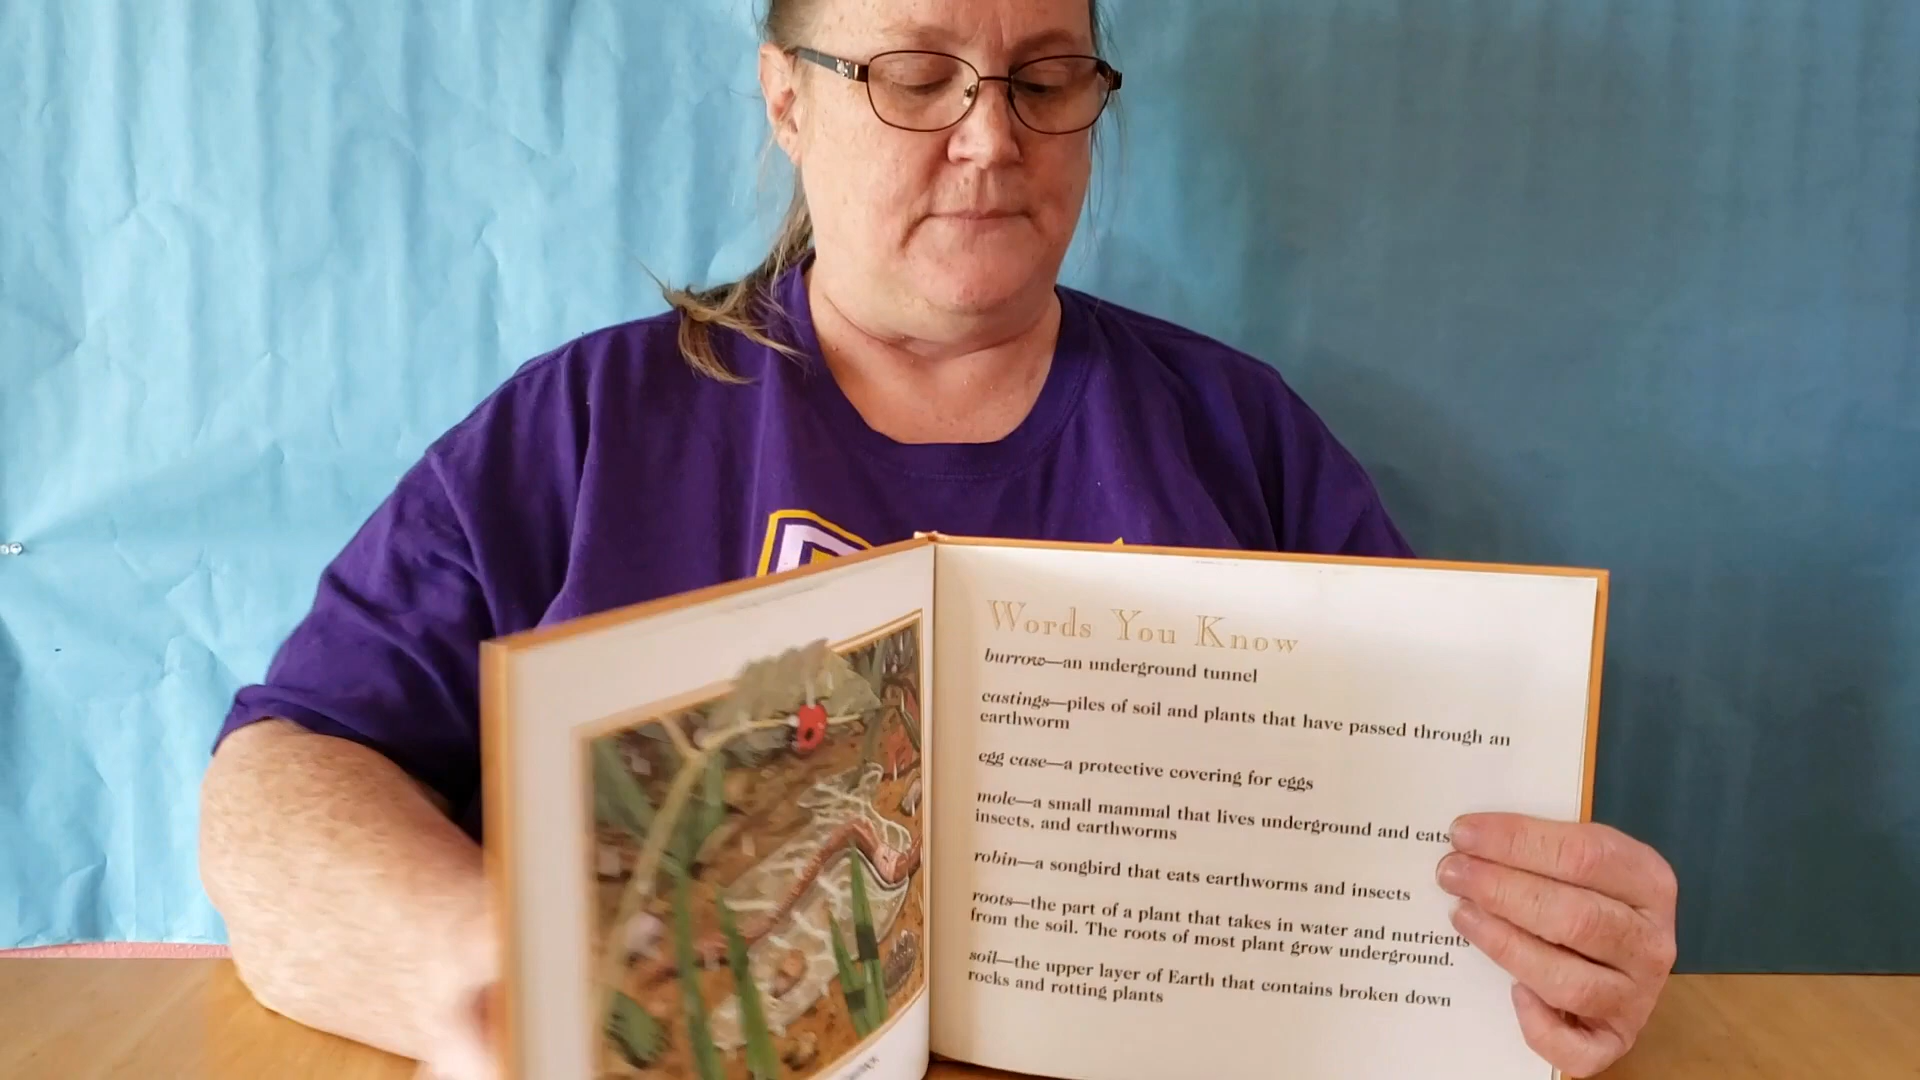 Words You Know
burrow—an underground tunnel
castings—piles of soil and plants that have passed through an
earthworm
egg case—a protective covering for eggs
mole—a small mammal that lives underground and eats
insects, and earthworms
robin—a songbird that eats earthworms and insects
roots—the part of a plant that takes in water and nutrients
from the soil. The roots of most plant grow underground.
soil—the upper layer of Earth that contains broken down
rocks and rotting plants